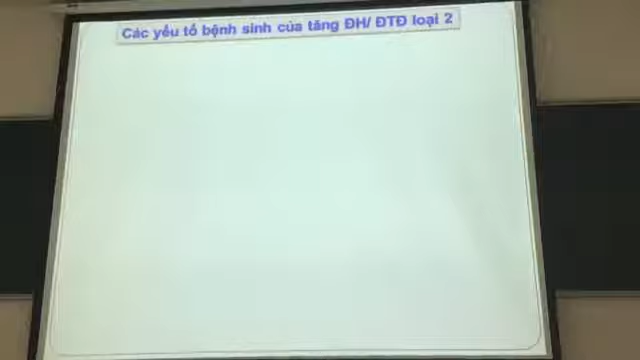 Các yếu tố bệnh sinh của tăng ĐH/ ĐTĐ loại 2